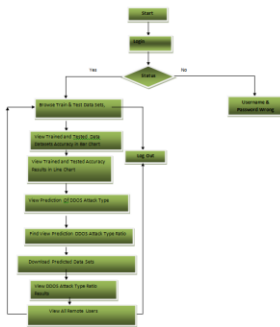 Start
Login
Status
Yes
No
Browse Train & Test Data Sets,
Username &
Password Wrong
View Trained and Tested Data
Datasets Accuracy in Bar Chart
View Trained and Tested Accuracy
Results in Line Chart
Log Out
View Prediction Of DDOS Attack Type
Find View Prediction DDOS Attack Type Ratio
Download Predicted Data Sets
View DDOS Attack Type Ratio
Results
View all Remote Users